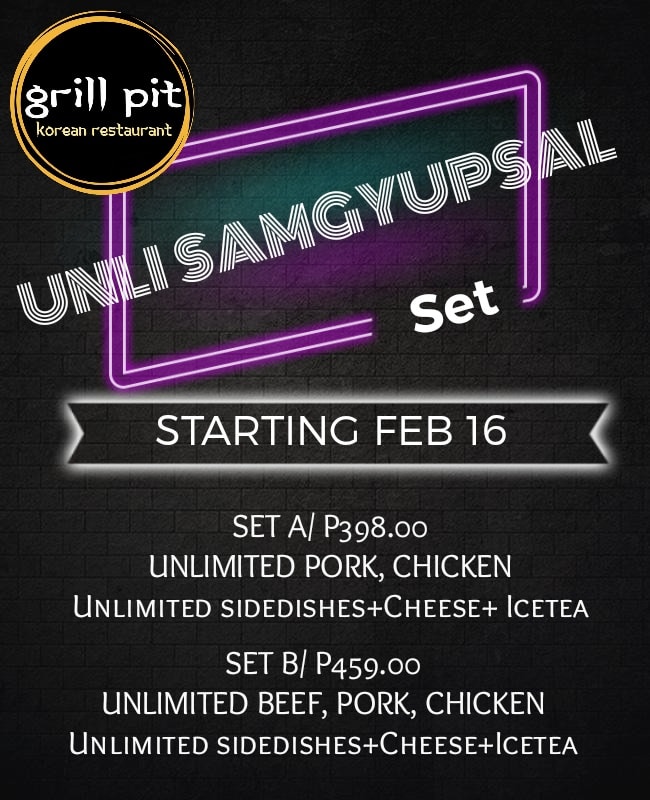 grill pit
korean restaurant
UNLI SAMGYUPSAL
Set
STARTING FEB 16
SET A/ P398.00
UNLIMITED PORK, CHICKEN
UNLIMITED SIDEDISHES+CHEESE+ ICETEA
SET B/ P459.00
UNLIMITED BEEF, PORK, CHICKEN
UNLIMITED SIDEDISHES+CHEESE+ICETEA